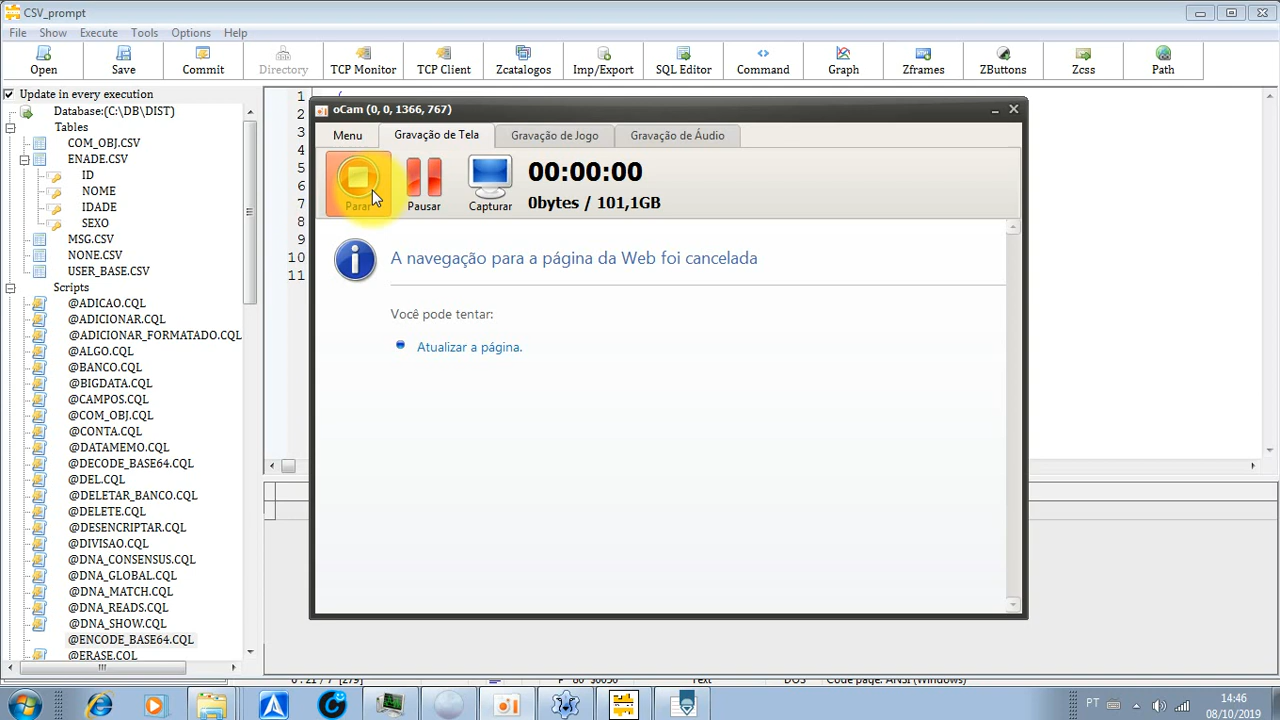 CSV_prompt
File Show Execute Tools Options Help
Open Save Commit Directory TCP Monitor TCP Client Zcatalogos Imp/Export SQL Editor Command Graph Zframes ZButtons Zcss Path
Update in every execution
Database:(C:\DB\DIST)
Tables
COM_OBJ.CSV
ENADE.CSV
ID
NOME
IDADE
SEXO
MSG.CSV
NONE.CSV
USER_BASE.CSV
Scripts
@ADICAO.CQL
@ADICIONAR.CQL
@ADICIONAR_FORMATADO.CQL
@ALGO.CQL
@BANCO.CQL
@BIGDATA.CQL
@CAMPOS.CQL
@COM_OBJ.CQL
@CONTA.CQL
@DATAMEMO.CQL
@DECODE_BASE64.CQL
@DEL.CQL
@DELETAR_BANCO.CQL
@DELETE.CQL
@DESENCRIPTAR.CQL
@DIVISAO.CQL
@DNA_CONSENSUS.CQL
@DNA_GLOBAL.CQL
@DNA_MATCH.CQL
@DNA_READS.CQL
@DNA_SHOW.CQL
@ENCODE_BASE64.CQL
@ERASE.CQL
1
2
3
4
5
6
7
8
9
10
11
oCam (0, 0, 1366, 767)
Menu Gravação de Tela Gravação de Jogo Gravação de Áudio
Parar Pausar Capturar
00:00:00
0bytes / 101,1GB
A navegação para a página da Web foi cancelada
Você pode tentar:
Atualizar a página.
Text DOS Code page: ANSI (Windows)
PT
14:46
08/10/2019